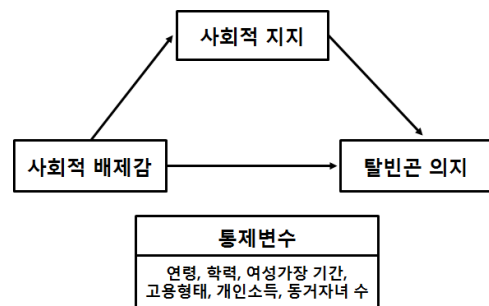 사회적 지지
사회적 배제감
탈빈곤 의지
통제변수
연령, 학력, 여성가장 기간,
고용형태, 개인소득, 동거자녀 수